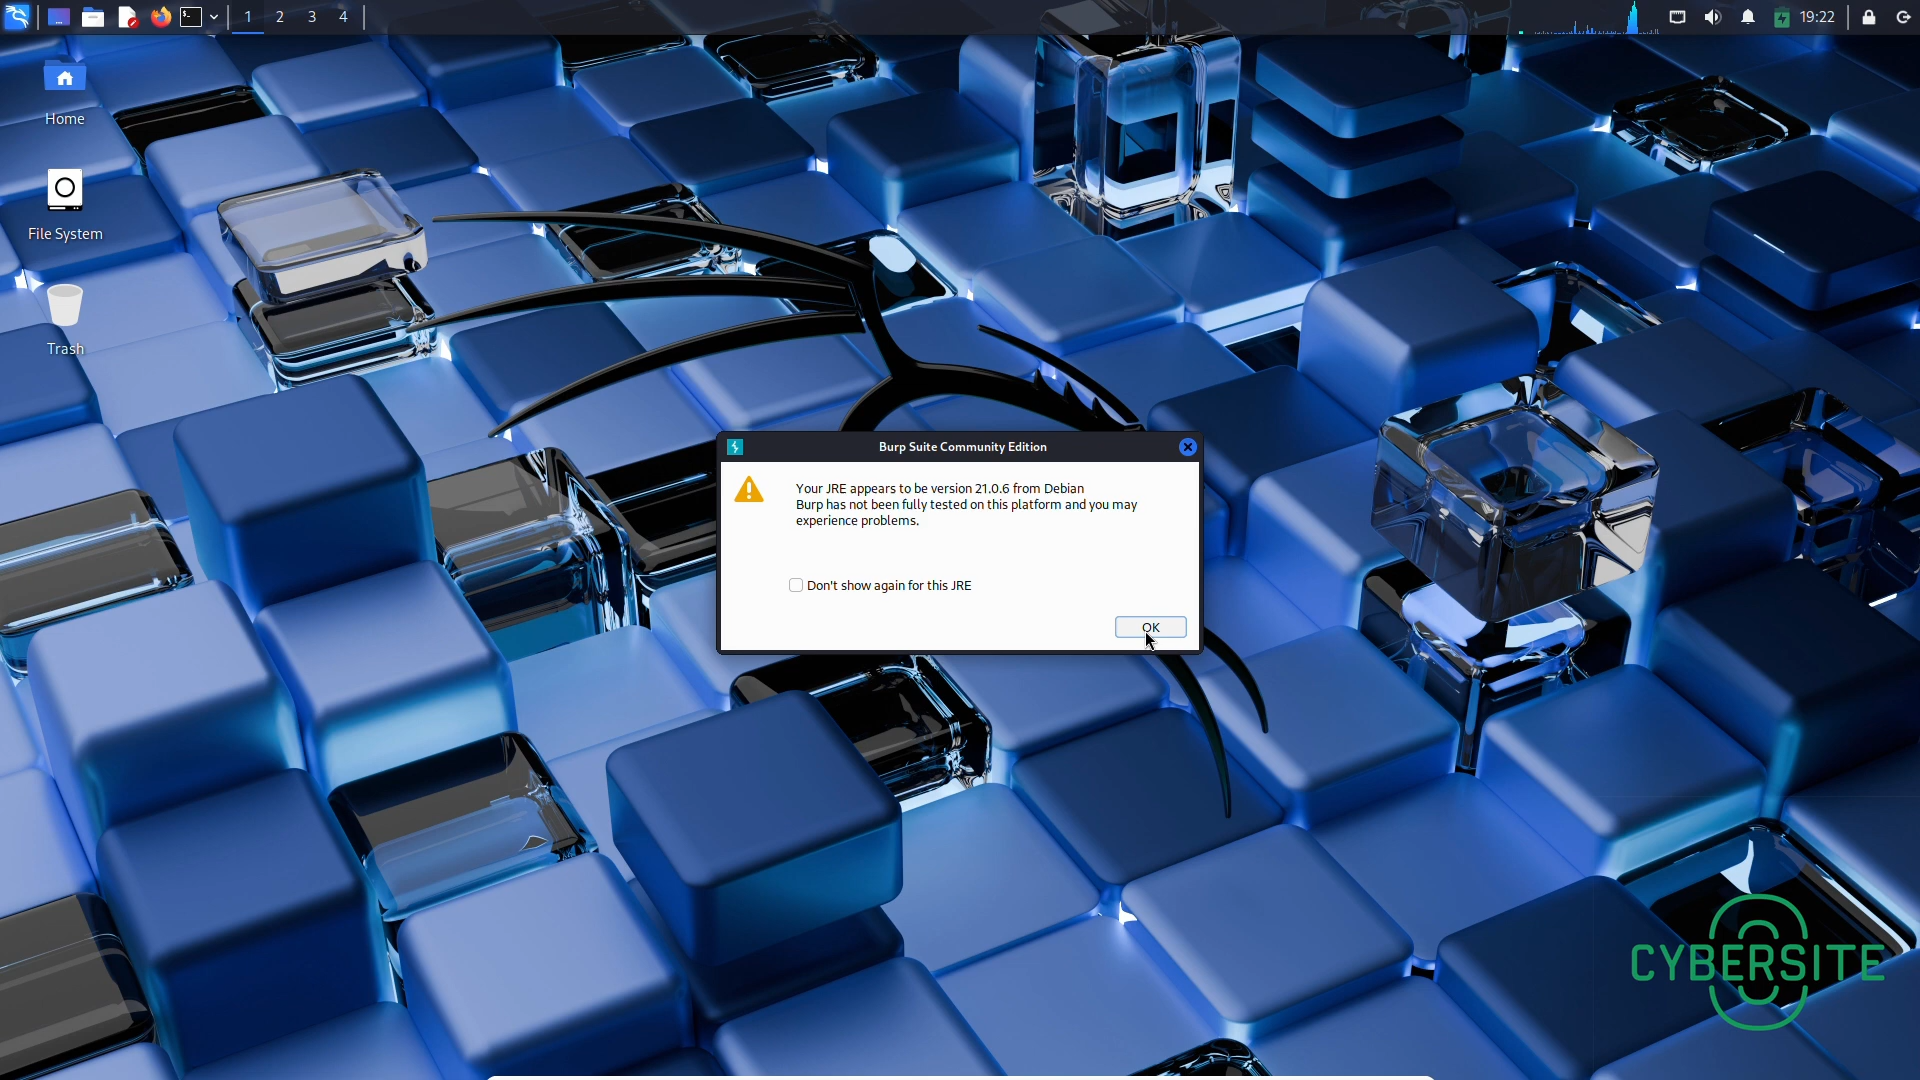 1 2 3 4
19:22
Home
File System
Trash
Burp Suite Community Edition
Your JRE appears to be version 21.0.6 from Debian
Burp has not been fully tested on this platform and you may
experience problems.
Don't show again for this JRE
OK
CYBERSITE